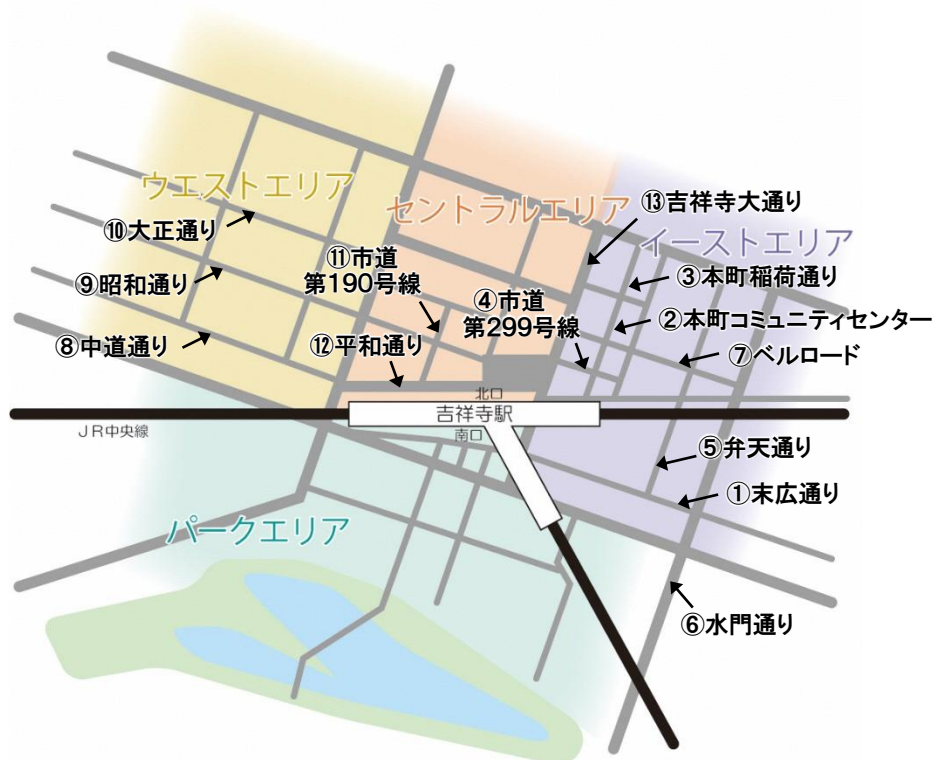 ウエストエリア
セントラルエリア
⑬吉祥寺大通り
イーストエリア
⑩大正通り
⑪市道
第190号線
③本町稲荷通り
⑨昭和通り
④市道
第299号線
②本町コミュニティセンター
⑧中道通り
⑫平和通り
⑦ベルロード
北口
吉祥寺駅
南口
JR中央線
⑤弁天通り
①末広通り
パークエリア
⑥水門通り